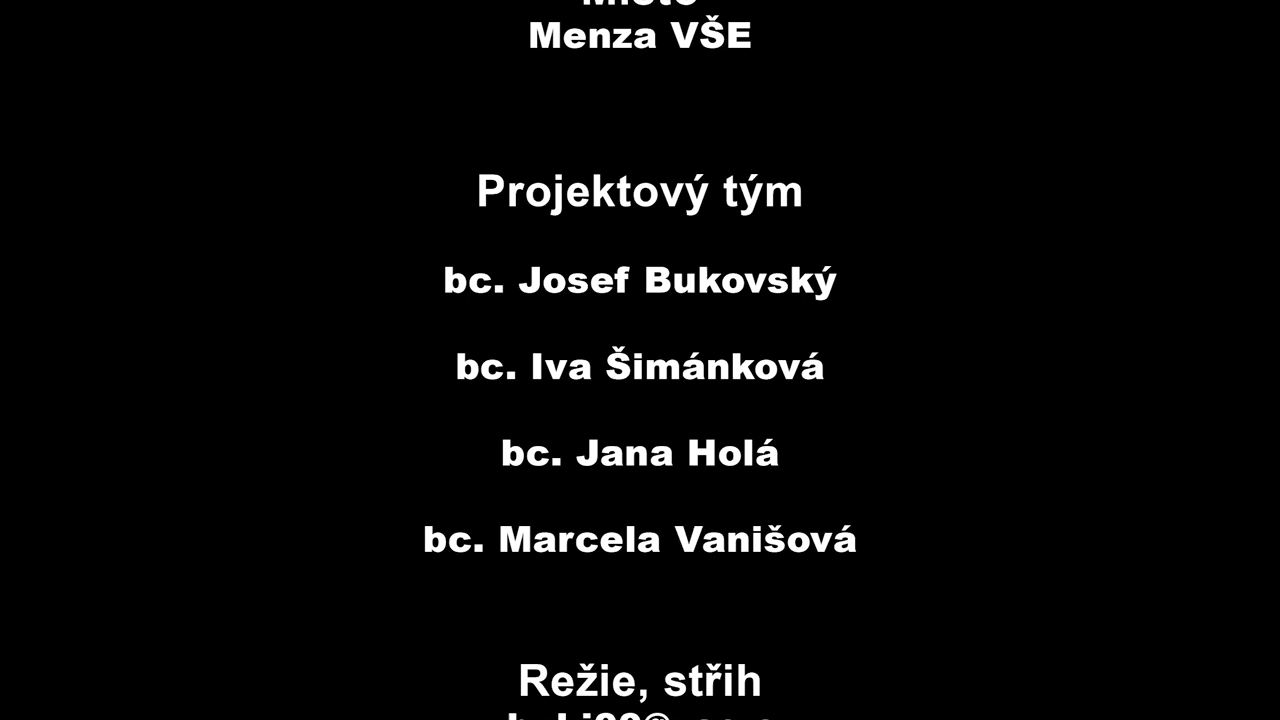 Menza VŠE
Projektový tým
bc. Josef Bukovský
bc. Iva Šimánková
bc. Jana Holá
bc. Marcela Vanišová
Režie, střih